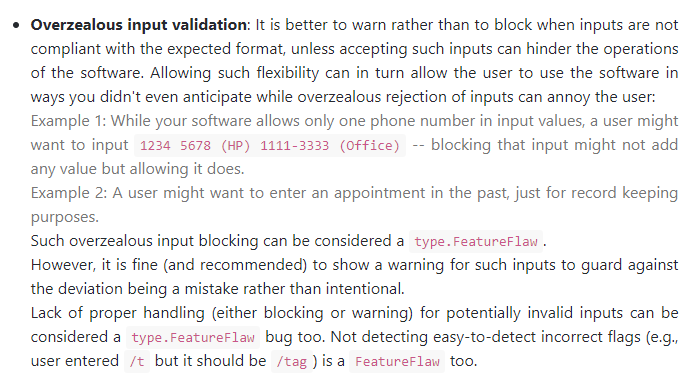 • Overzealous input validation: It is better to warn rather than to block when inputs are not
compliant with the expected format, unless accepting such inputs can hinder the operations
of the software. Allowing such flexibility can in turn allow the user to use the software in
ways you didn't even anticipate while overzealous rejection of inputs can annoy the user:
Example 1: While your software allows only one phone number in input values, a user might
want to input 1234 5678 (HP) 1111-3333 (Office) -- blocking that input might not add
any value but allowing it does.
Example 2: A user might want to enter an appointment in the past, just for record keeping
purposes.
Such overzealous input blocking can be considered a type.FeatureFlaw.
However, it is fine (and recommended) to show a warning for such inputs to guard against
the deviation being a mistake rather than intentional.
Lack of proper handling (either blocking or warning) for potentially invalid inputs can be
considered a type.FeatureFlaw bug too. Not detecting easy-to-detect incorrect flags (e.g.,
user entered /t but it should be /tag ) is a FeatureFlaw too.